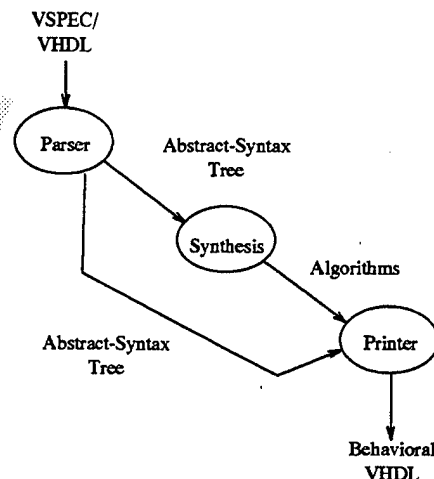 VSPEC/
VHDL
Parser
Abstract-Syntax
Tree
Synthesis
Algorithms
Abstract-Syntax
Tree
Printer
Behavioral
VHDL